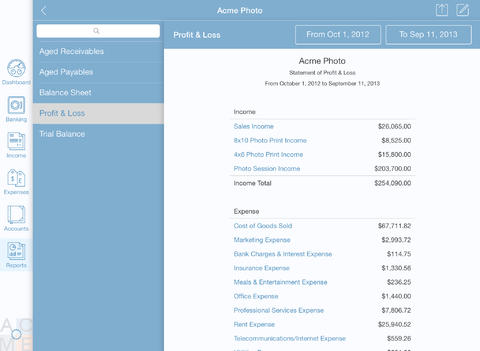 Acme Photo
Profit & Loss
From Oct 1, 2012
To Sep 11, 2013
Dashboard
Banking
Income
Expenses
Accounts
Reports
ACME
Aged Receivables
Aged Payables
Balance Sheet
Profit & Loss
Trial Balance
Acme Photo
Statement of Profit & Loss
From October 1, 2012 to September 11, 2013
Income
Sales Income $26,065.00
8x10 Photo Print Income $8,525.00
4x6 Photo Print Income $15,800.00
Photo Session Income $203,700.00
Income Total $254,090.00
Expense
Cost of Goods Sold $67,711.82
Marketing Expense $2,993.72
Bank Charges & Interest Expense $114.75
Insurance Expense $1,330.56
Meals & Entertainment Expense $236.25
Office Expense $1,440.00
Professional Services Expense $7,806.72
Rent Expense $25,940.52
Telecommunications/Internet Expense $559.26